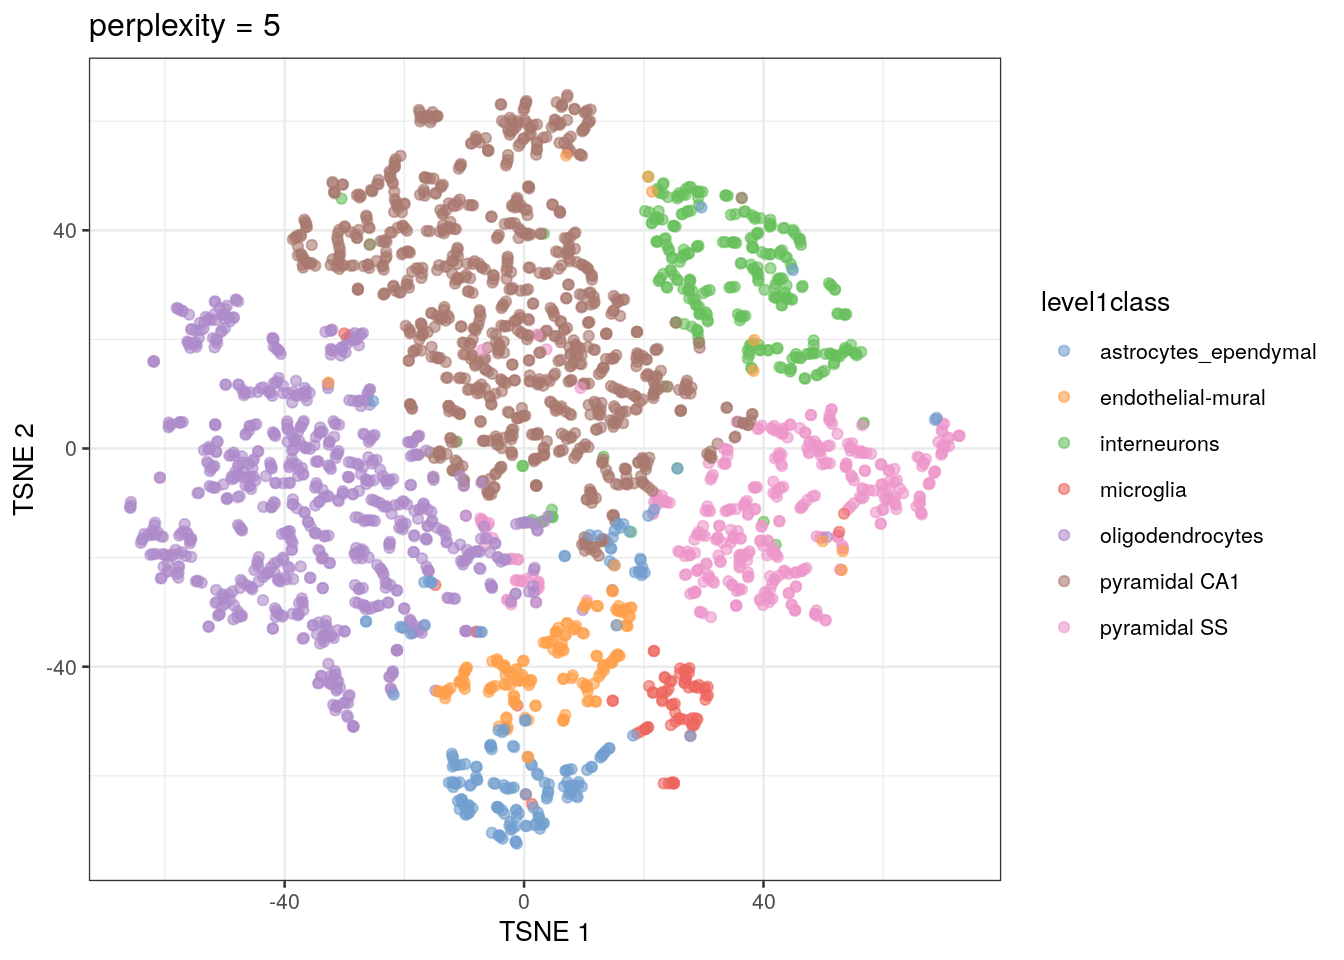 perplexity = 5
40
0
-40
TSNE 2
-40
0
40
TSNE 1
level1class
astrocytes_ependymal
endothelial-mural
interneurons
microglia
oligodendrocytes
pyramidal CA1
pyramidal SS